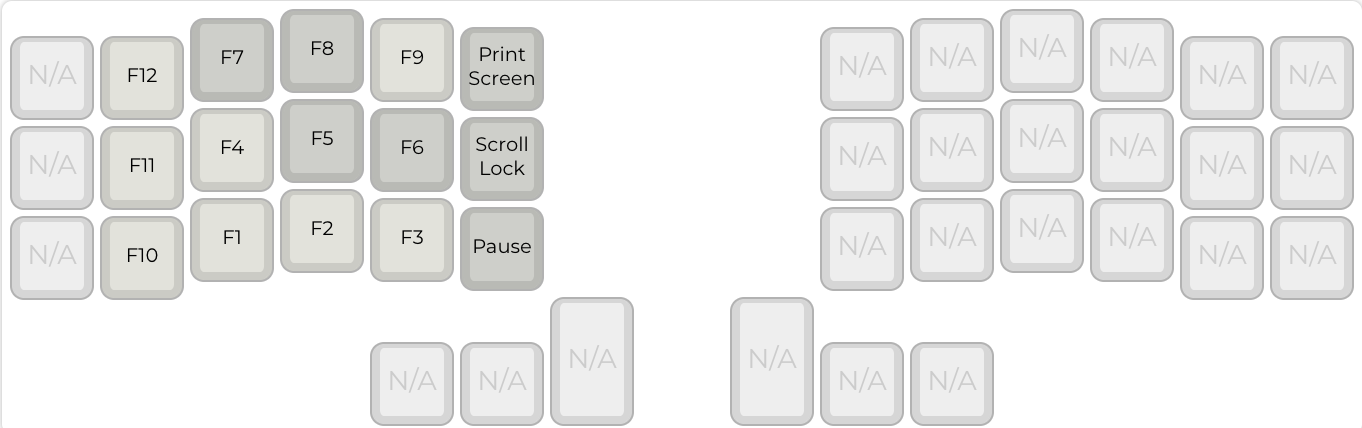 N/A F12 F7 F8 F9 Print Screen N/A N/A N/A N/A N/A N/A
N/A F11 F4 F5 F6 Scroll Lock N/A N/A N/A N/A N/A N/A
N/A F10 F1 F2 F3 Pause N/A N/A N/A N/A N/A N/A
N/A N/A N/A N/A N/A N/A